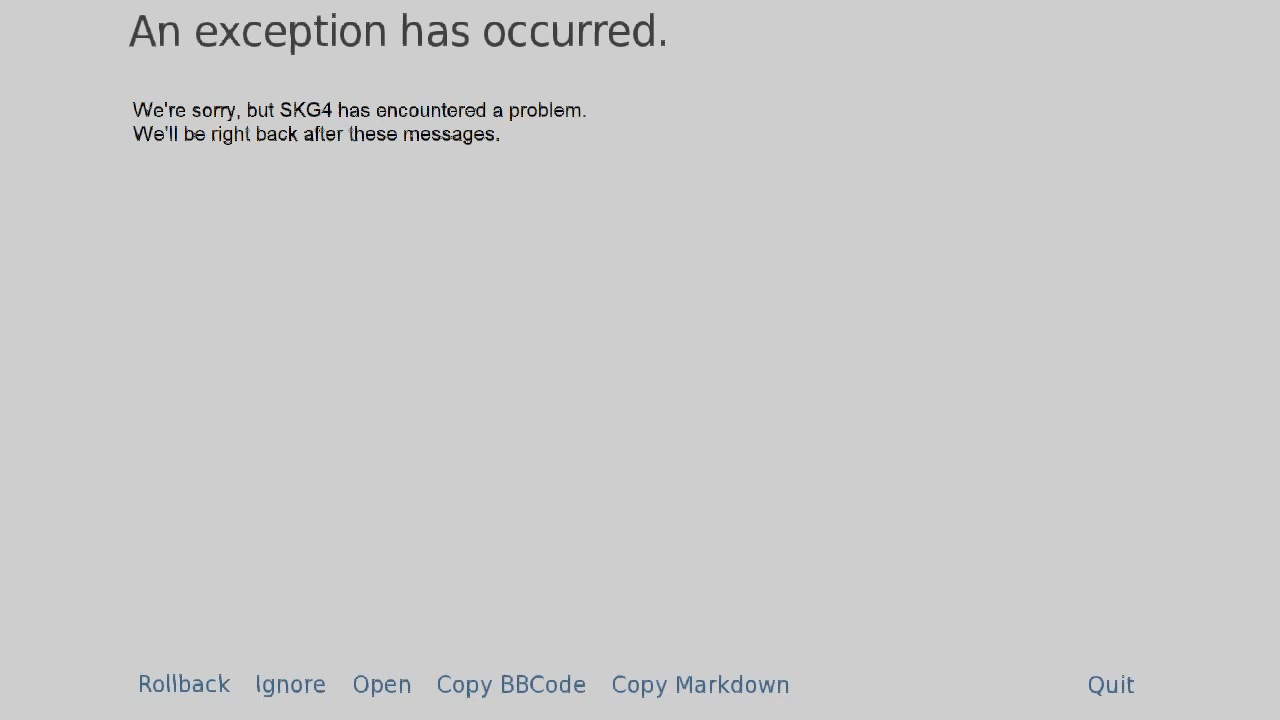 An exception has occurred.
We're sorry, but SKG4 has encountered a problem.
We'll be right back after these messages.
Rollback Ignore Open Copy BBCode Copy Markdown Quit